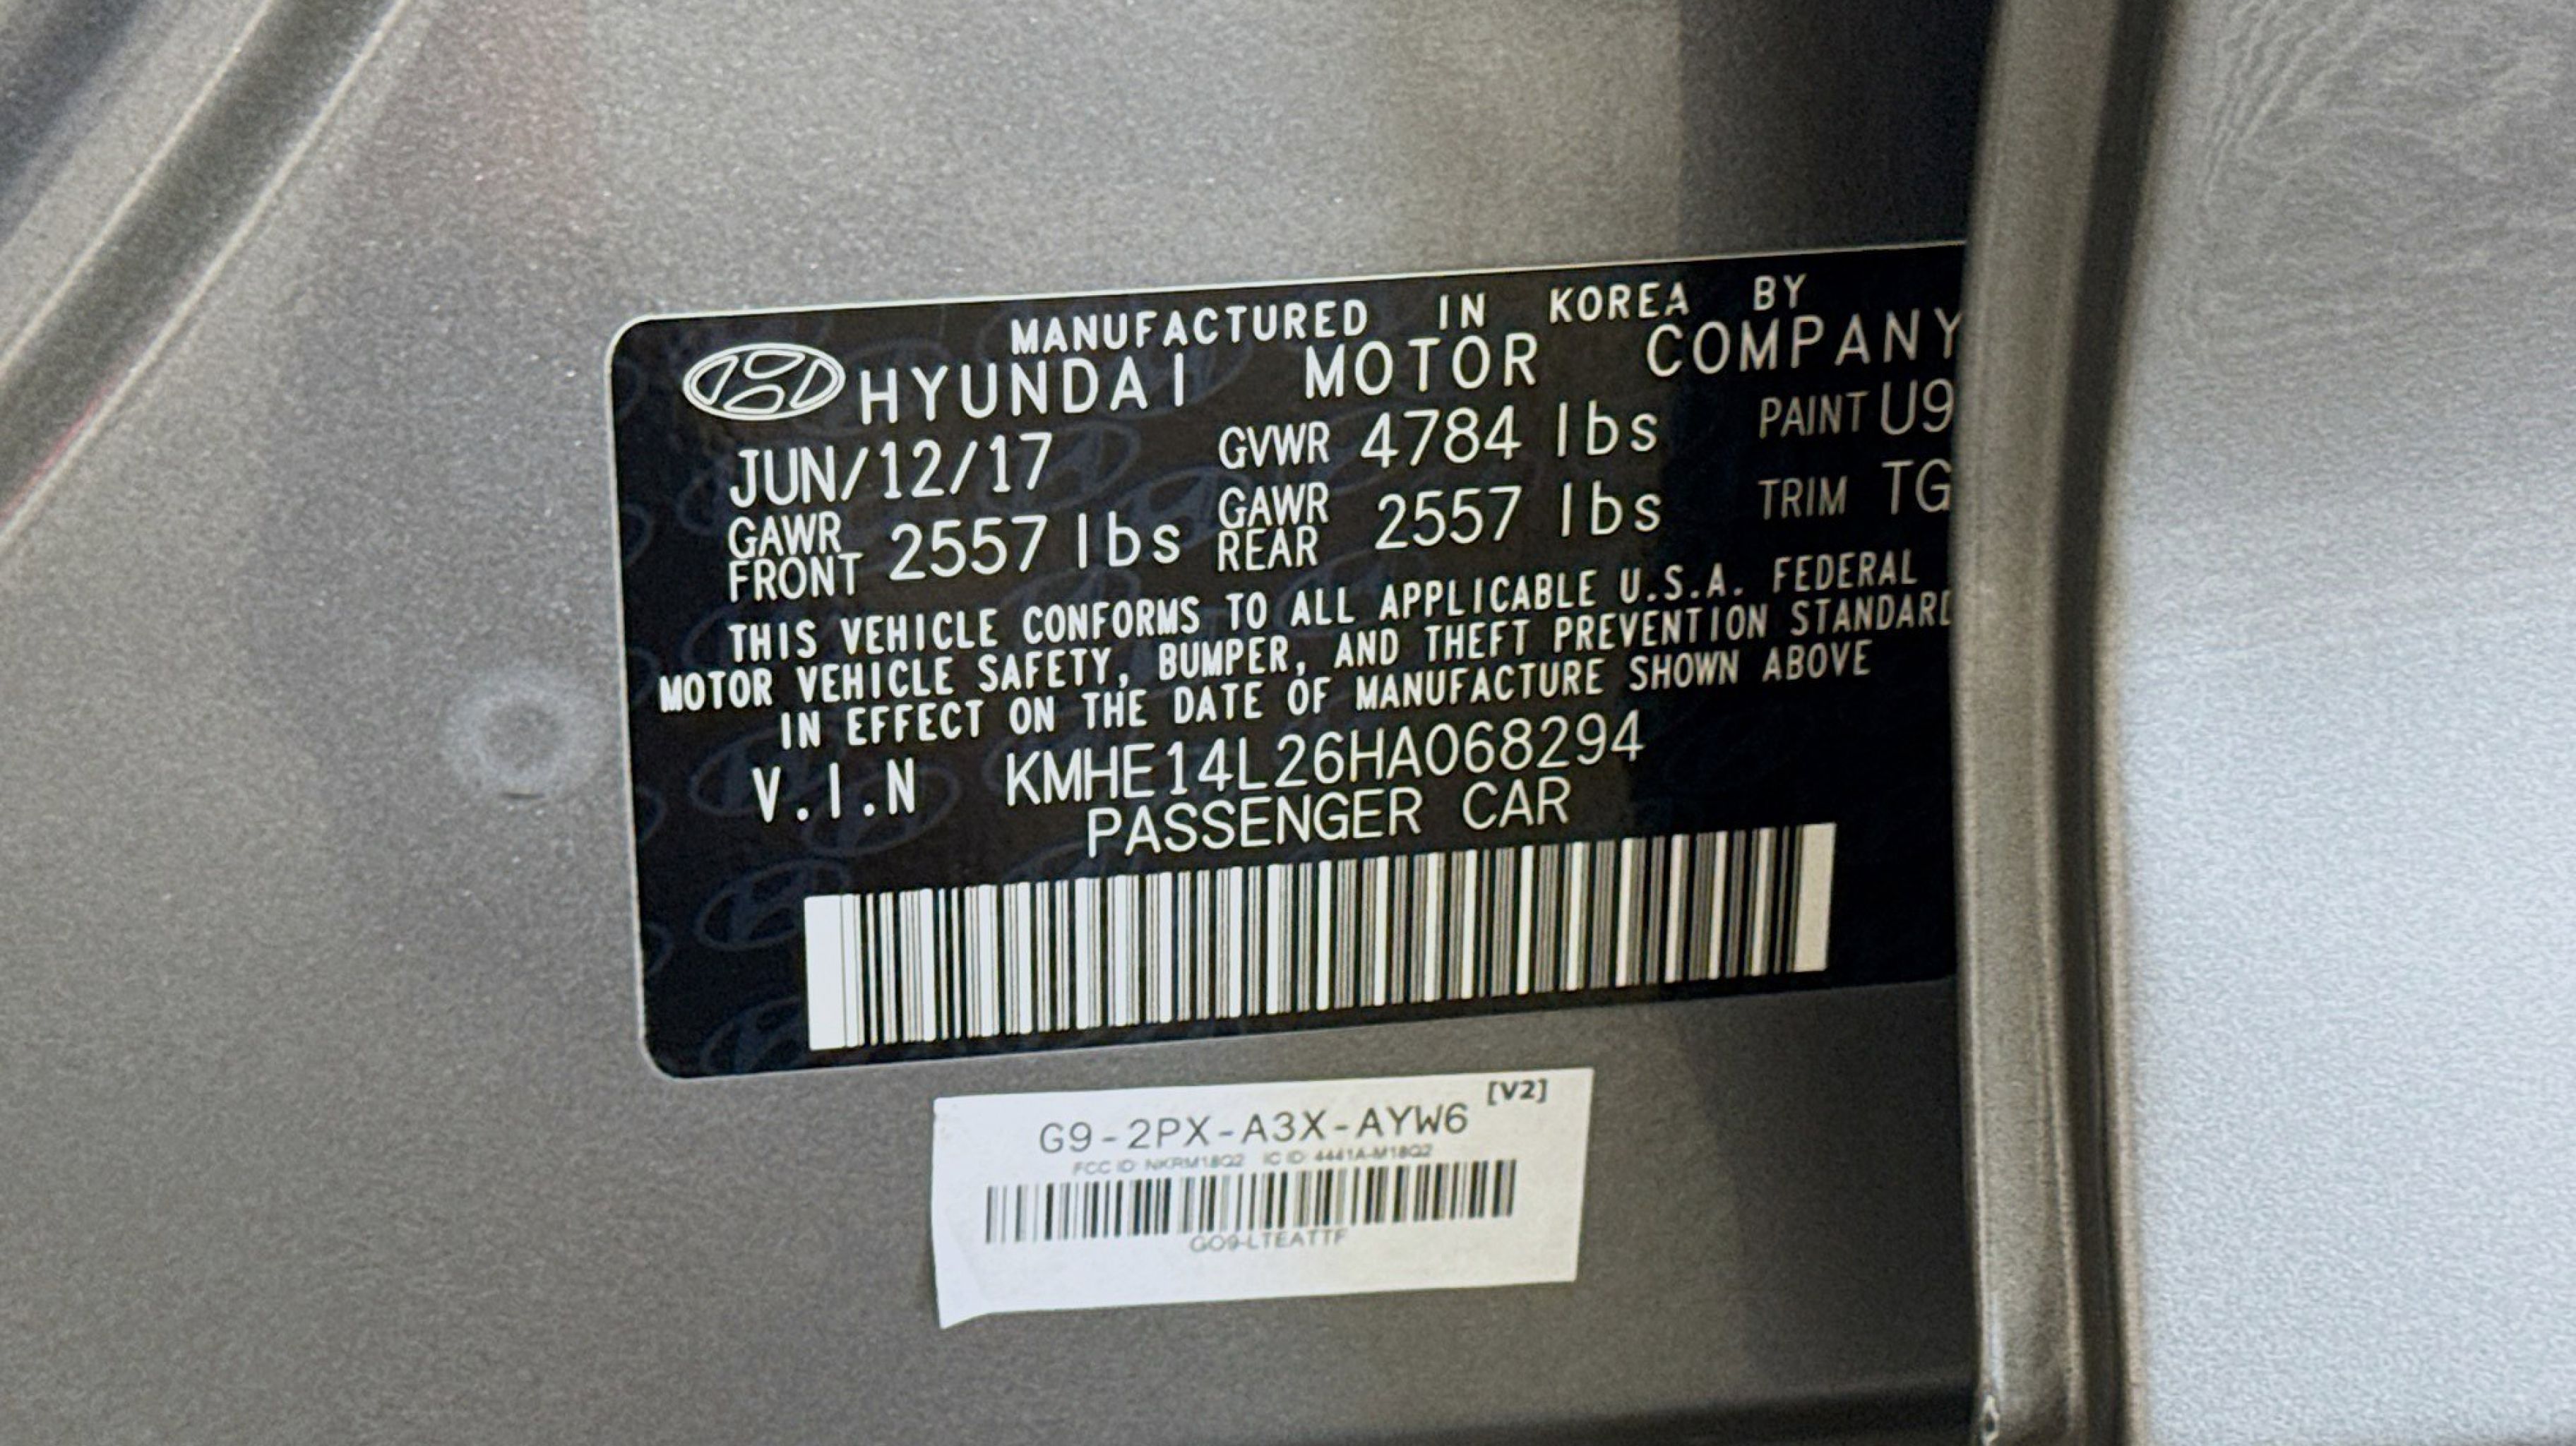 MANUFACTURED IN KOREA BY
HYUNDAI MOTOR COMPANY
JUN/12/17 GVWR 4784 lbs PAINT U9
GAWR FRONT 2557 lbs GAWR REAR 2557 lbs TRIM TG
THIS VEHICLE CONFORMS TO ALL APPLICABLE U.S.A. FEDERAL
MOTOR VEHICLE SAFETY, BUMPER, AND THEFT PREVENTION STANDARD
IN EFFECT ON THE DATE OF MANUFACTURE SHOWN ABOVE
V.I.N KMHE14L26HA068294
PASSENGER CAR
[V2]
G9-2PX-A3X-AYW6
FCC ID: NKRM18Q2 IC ID: 4441A-M18Q2
GO9-LTEATTF